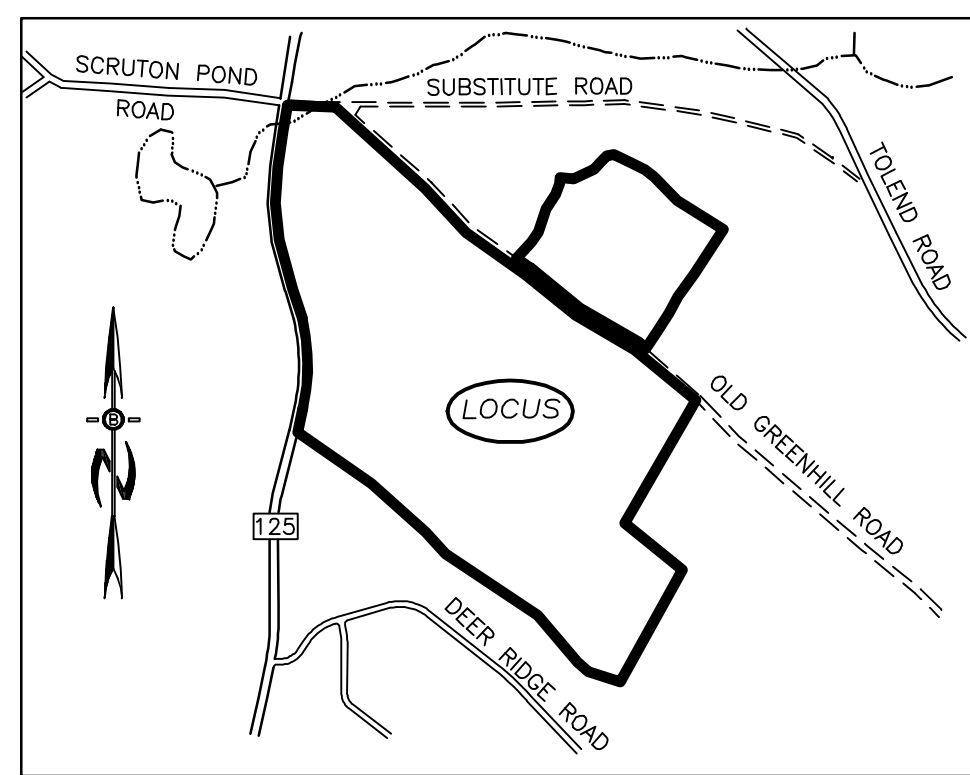 SCRUTON POND
ROAD
SUBSTITUTE ROAD
TOLEND ROAD
LOCUS
OLD GREENHILL ROAD
B
N
125
DEER RIDGE ROAD